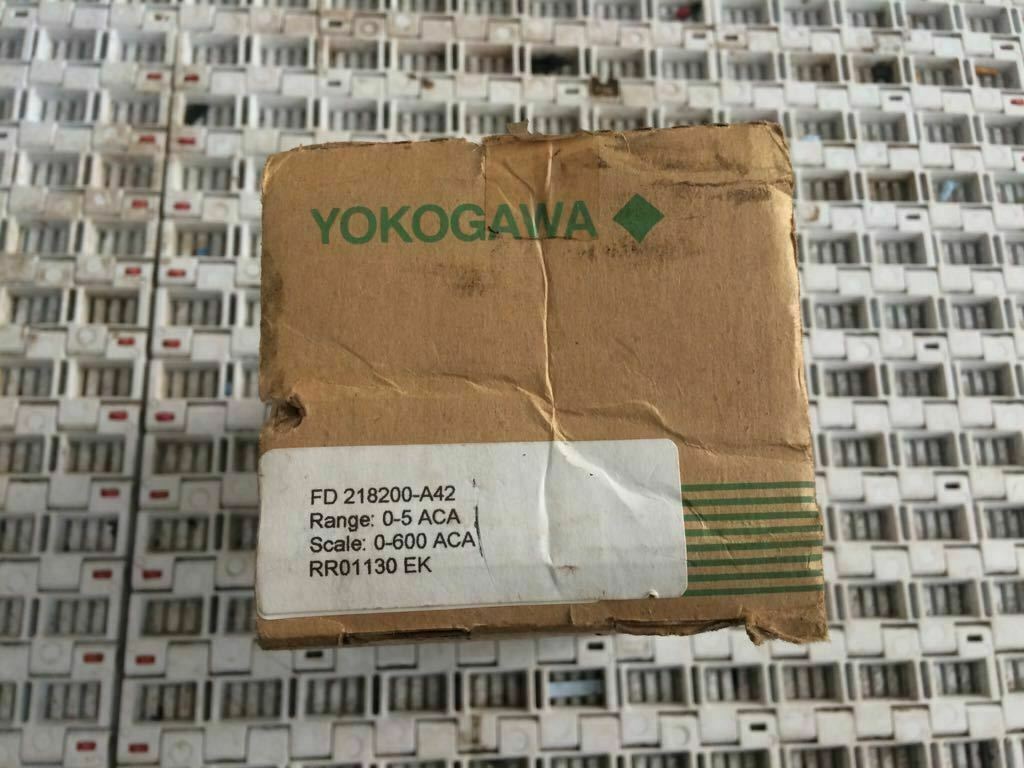 YOKOGAWA
FD 218200-A42
Range: 0-5 ACA
Scale: 0-600 ACA
RR01130 EK